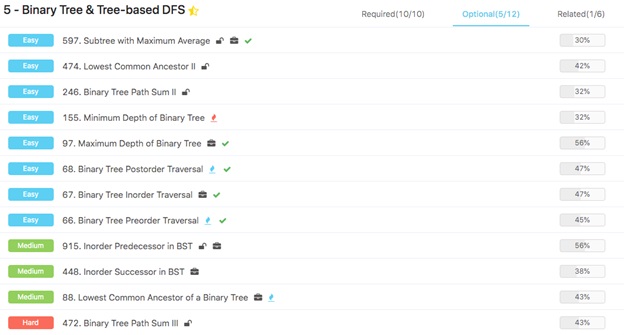 5 - Binary Tree & Tree-based DFS Required(10/10) Optional(5/12) Related(1/6)
Easy 597. Subtree with Maximum Average 30%
Easy 474. Lowest Common Ancestor II 42%
Easy 246. Binary Tree Path Sum II 32%
Easy 155. Minimum Depth of Binary Tree 32%
Easy 97. Maximum Depth of Binary Tree 56%
Easy 68. Binary Tree Postorder Traversal 47%
Easy 67. Binary Tree Inorder Traversal 47%
Easy 66. Binary Tree Preorder Traversal 45%
Medium 915. Inorder Predecessor in BST 56%
Medium 448. Inorder Successor in BST 38%
Medium 88. Lowest Common Ancestor of a Binary Tree 43%
Hard 472. Binary Tree Path Sum III 43%